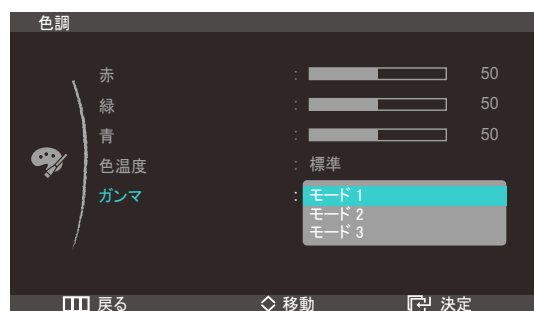 色調
赤 : 50
緑 : 50
青 : 50
色温度 : 標準
ガンマ : モード 1
モード 2
モード 3
戻る 移動 決定